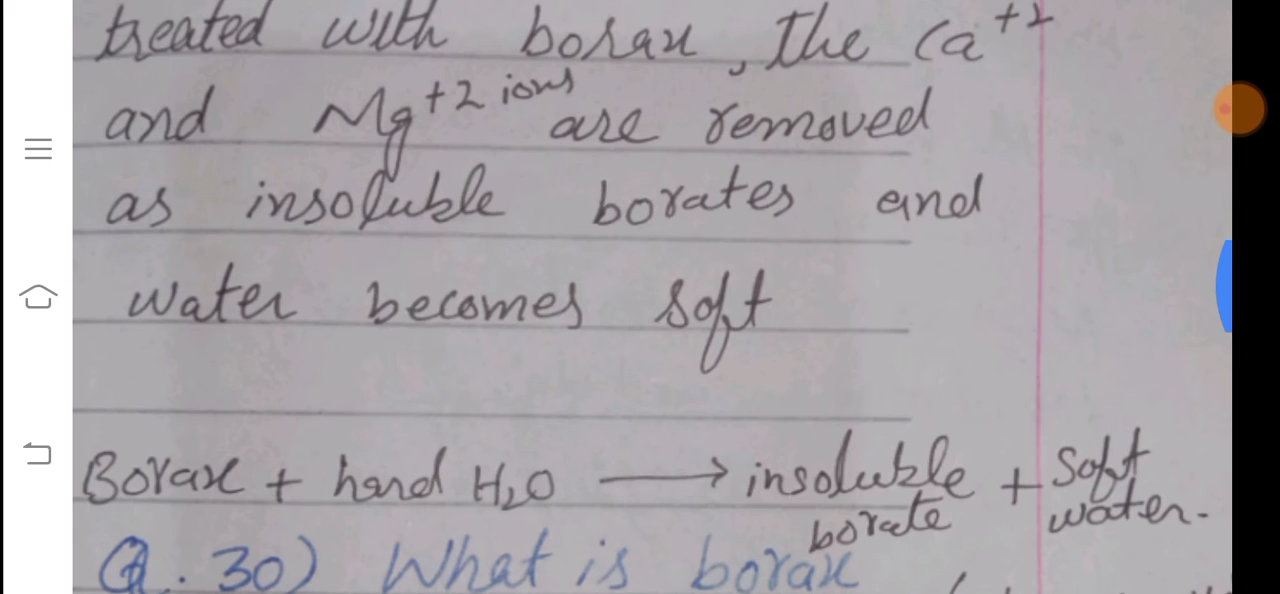 treated with borax, the Ca+2
and Mg+2 ions are removed
as insoluble borates and
water becomes soft
Borax + hard H2O ⟶ insoluble borate + Soft water.
Q. 30) What is borax